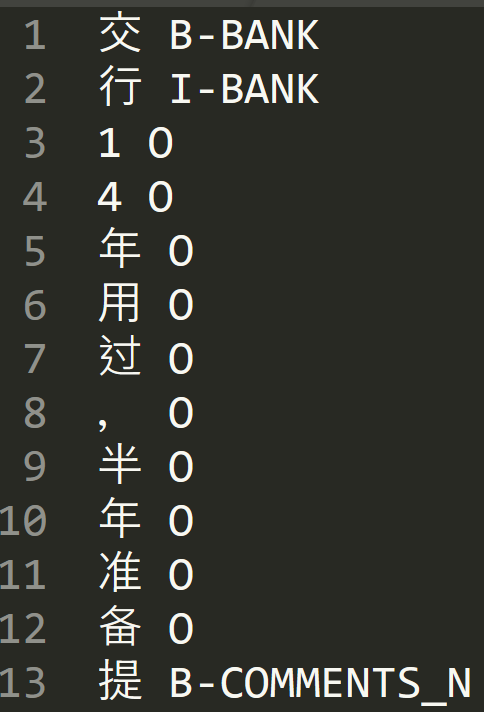 1 交 B-BANK
2 行 I-BANK
3 1 O
4 4 O
5 年 O
6 用 O
7 过 O
8 ， O
9 半 O
10 年 O
11 准 O
12 备 O
13 提 B-COMMENTS_N